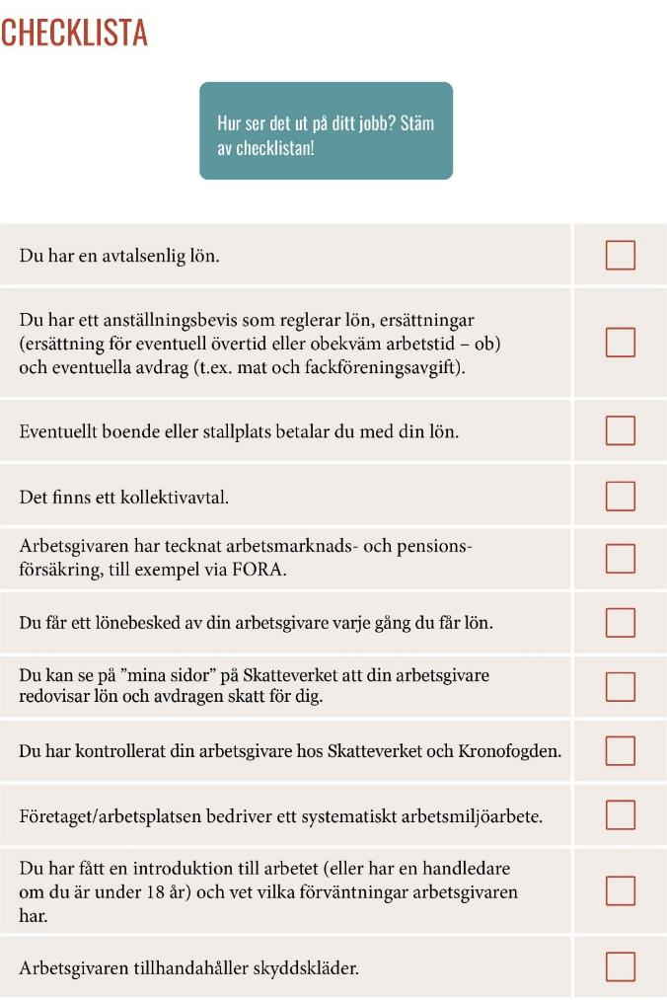 CHECKLISTA
Hur ser det ut på ditt jobb? Stäm
av checklistan!
Du har en avtalsenlig lön.
Du har ett anställningsbevis som reglerar lön, ersättningar
(ersättning för eventuell övertid eller obekväm arbetstid – ob)
och eventuella avdrag (t.ex. mat och fackföreningsavgift).
Eventuellt boende eller stallplats betalar du med din lön.
Det finns ett kollektivavtal.
Arbetsgivaren har tecknat arbetsmarknads- och pensions-
försäkring, till exempel via FORA.
Du får ett lönebesked av din arbetsgivare varje gång du får lön.
Du kan se på ”mina sidor” på Skatteverket att din arbetsgivare
redovisar lön och avdragen skatt för dig.
Du har kontrollerat din arbetsgivare hos Skatteverket och Kronofogden.
Företaget/arbetsplatsen bedriver ett systematiskt arbetsmiljöarbete.
Du har fått en introduktion till arbetet (eller har en handledare
om du är under 18 år) och vet vilka förväntningar arbetsgivaren
har.
Arbetsgivaren tillhandahåller skyddskläder.